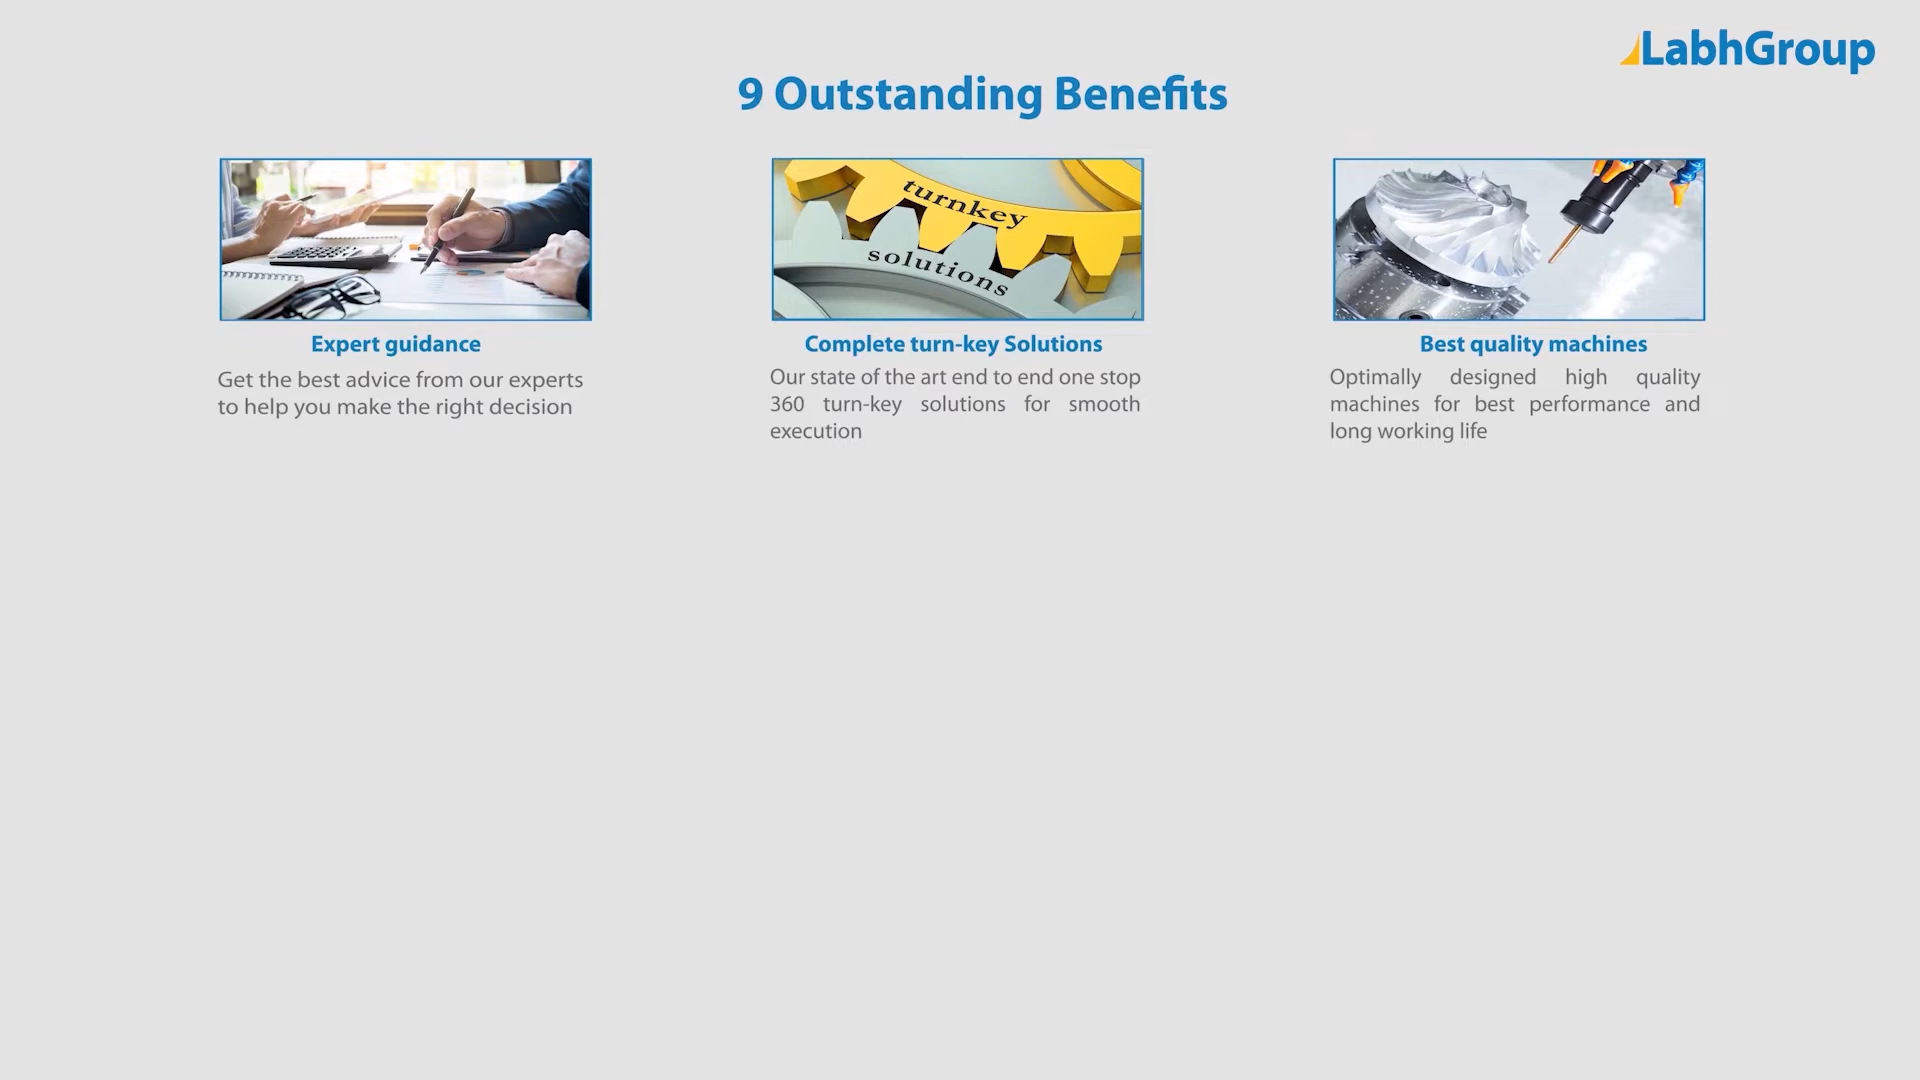 LabhGroup
9 Outstanding Benefits
turnkey
solutions
Expert guidance
Get the best advice from our experts
to help you make the right decision
Complete turn-key Solutions
Our state of the art end to end one stop
360 turn-key solutions for smooth
execution
Best quality machines
Optimally designed high quality
machines for best performance and
long working life